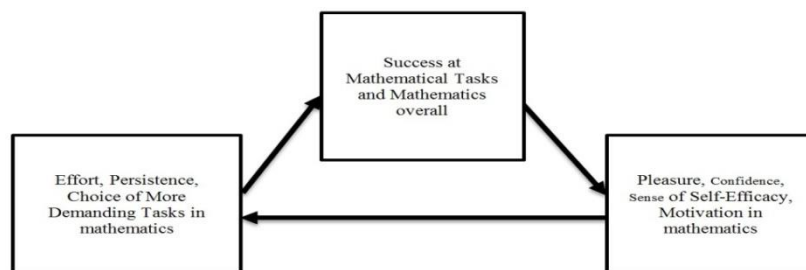 Success at
Mathematical Tasks
and Mathematics
overall
Effort, Persistence,
Choice of More
Demanding Tasks in
mathematics
Pleasure, Confidence,
Sense of Self-Efficacy,
Motivation in
mathematics